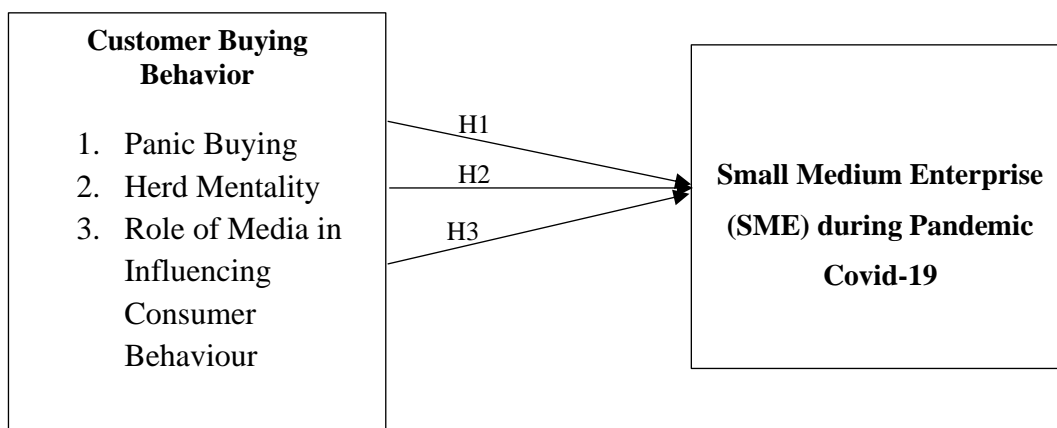 Customer Buying
Behavior
1. Panic Buying
2. Herd Mentality
3. Role of Media in
Influencing
Consumer
Behaviour
H1
H2
H3
Small Medium Enterprise
(SME) during Pandemic
Covid-19